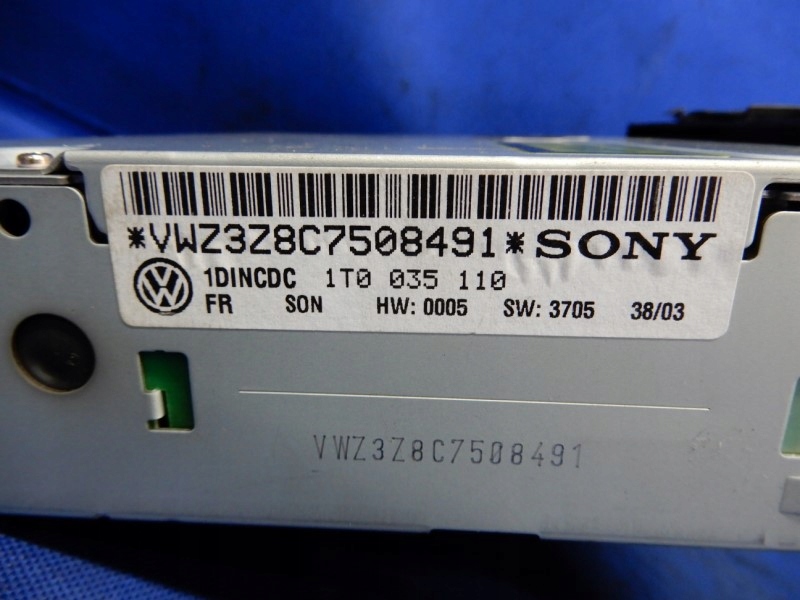 *VWZ3Z8C7508491* SONY
1DINCDC 1T0 035 110
FR SON HW: 0005 SW: 3705 38/03
VWZ3Z8C7508491